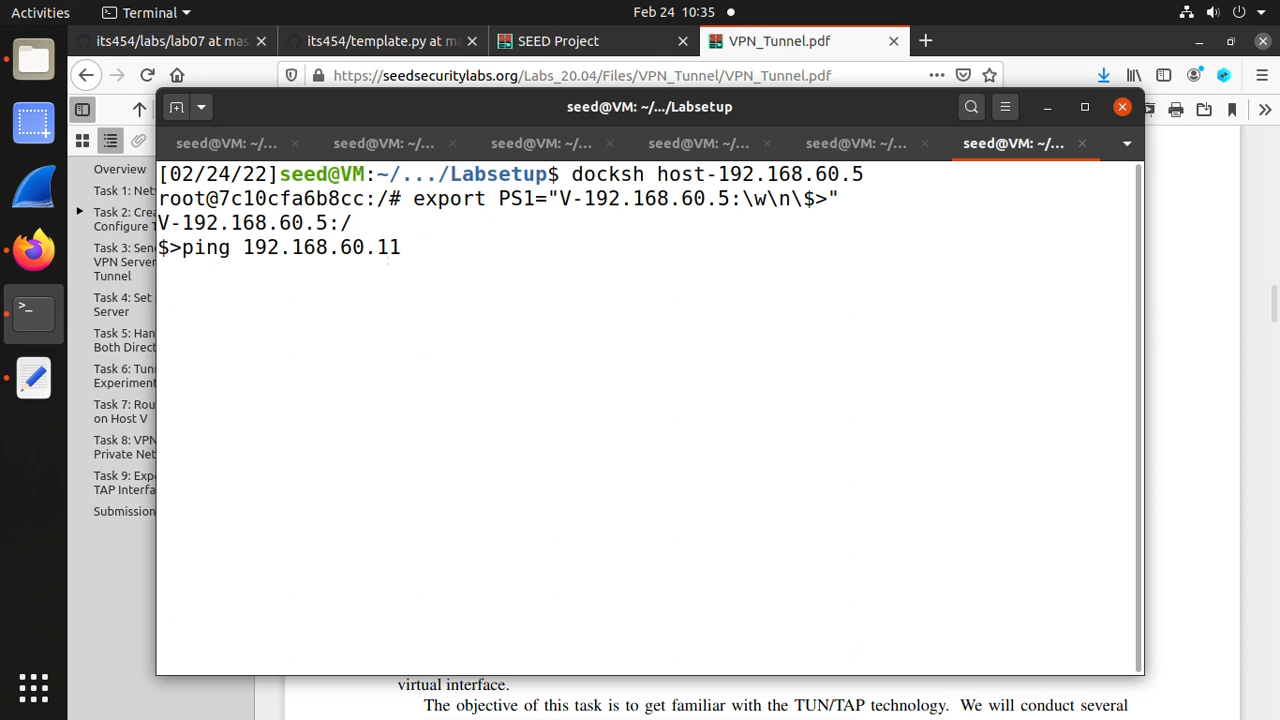 Activities
Terminal
Feb 24 10:35
its454/labs/lab07 at mas
its454/template.py at m
SEED Project
VPN_Tunnel.pdf
https://seedsecuritylabs.org/Labs_20.04/Files/VPN_Tunnel/VPN_Tunnel.pdf
seed@VM: ~/.../Labsetup
seed@VM: ~/...
seed@VM: ~/...
seed@VM: ~/...
seed@VM: ~/...
seed@VM: ~/...
seed@VM: ~/...
[02/24/22]seed@VM:~/.../Labsetup$ docksh host-192.168.60.5
root@7c10cfa6b8cc:/# export PS1="V-192.168.60.5:\w\n\$>"
V-192.168.60.5:/
$>ping 192.168.60.11
Overview
Task 1: Net
Task 2: Crea
Configure T
Task 3: Sen
VPN Server
Tunnel
Task 4: Set
Server
Task 5: Han
Both Direct
Task 6: Tun
Experiment
Task 7: Rou
on Host V
Task 8: VPN
Private Net
Task 9: Exp
TAP Interfa
Submission
virtual interface.
The objective of this task is to get familiar with the TUN/TAP technology. We will conduct several